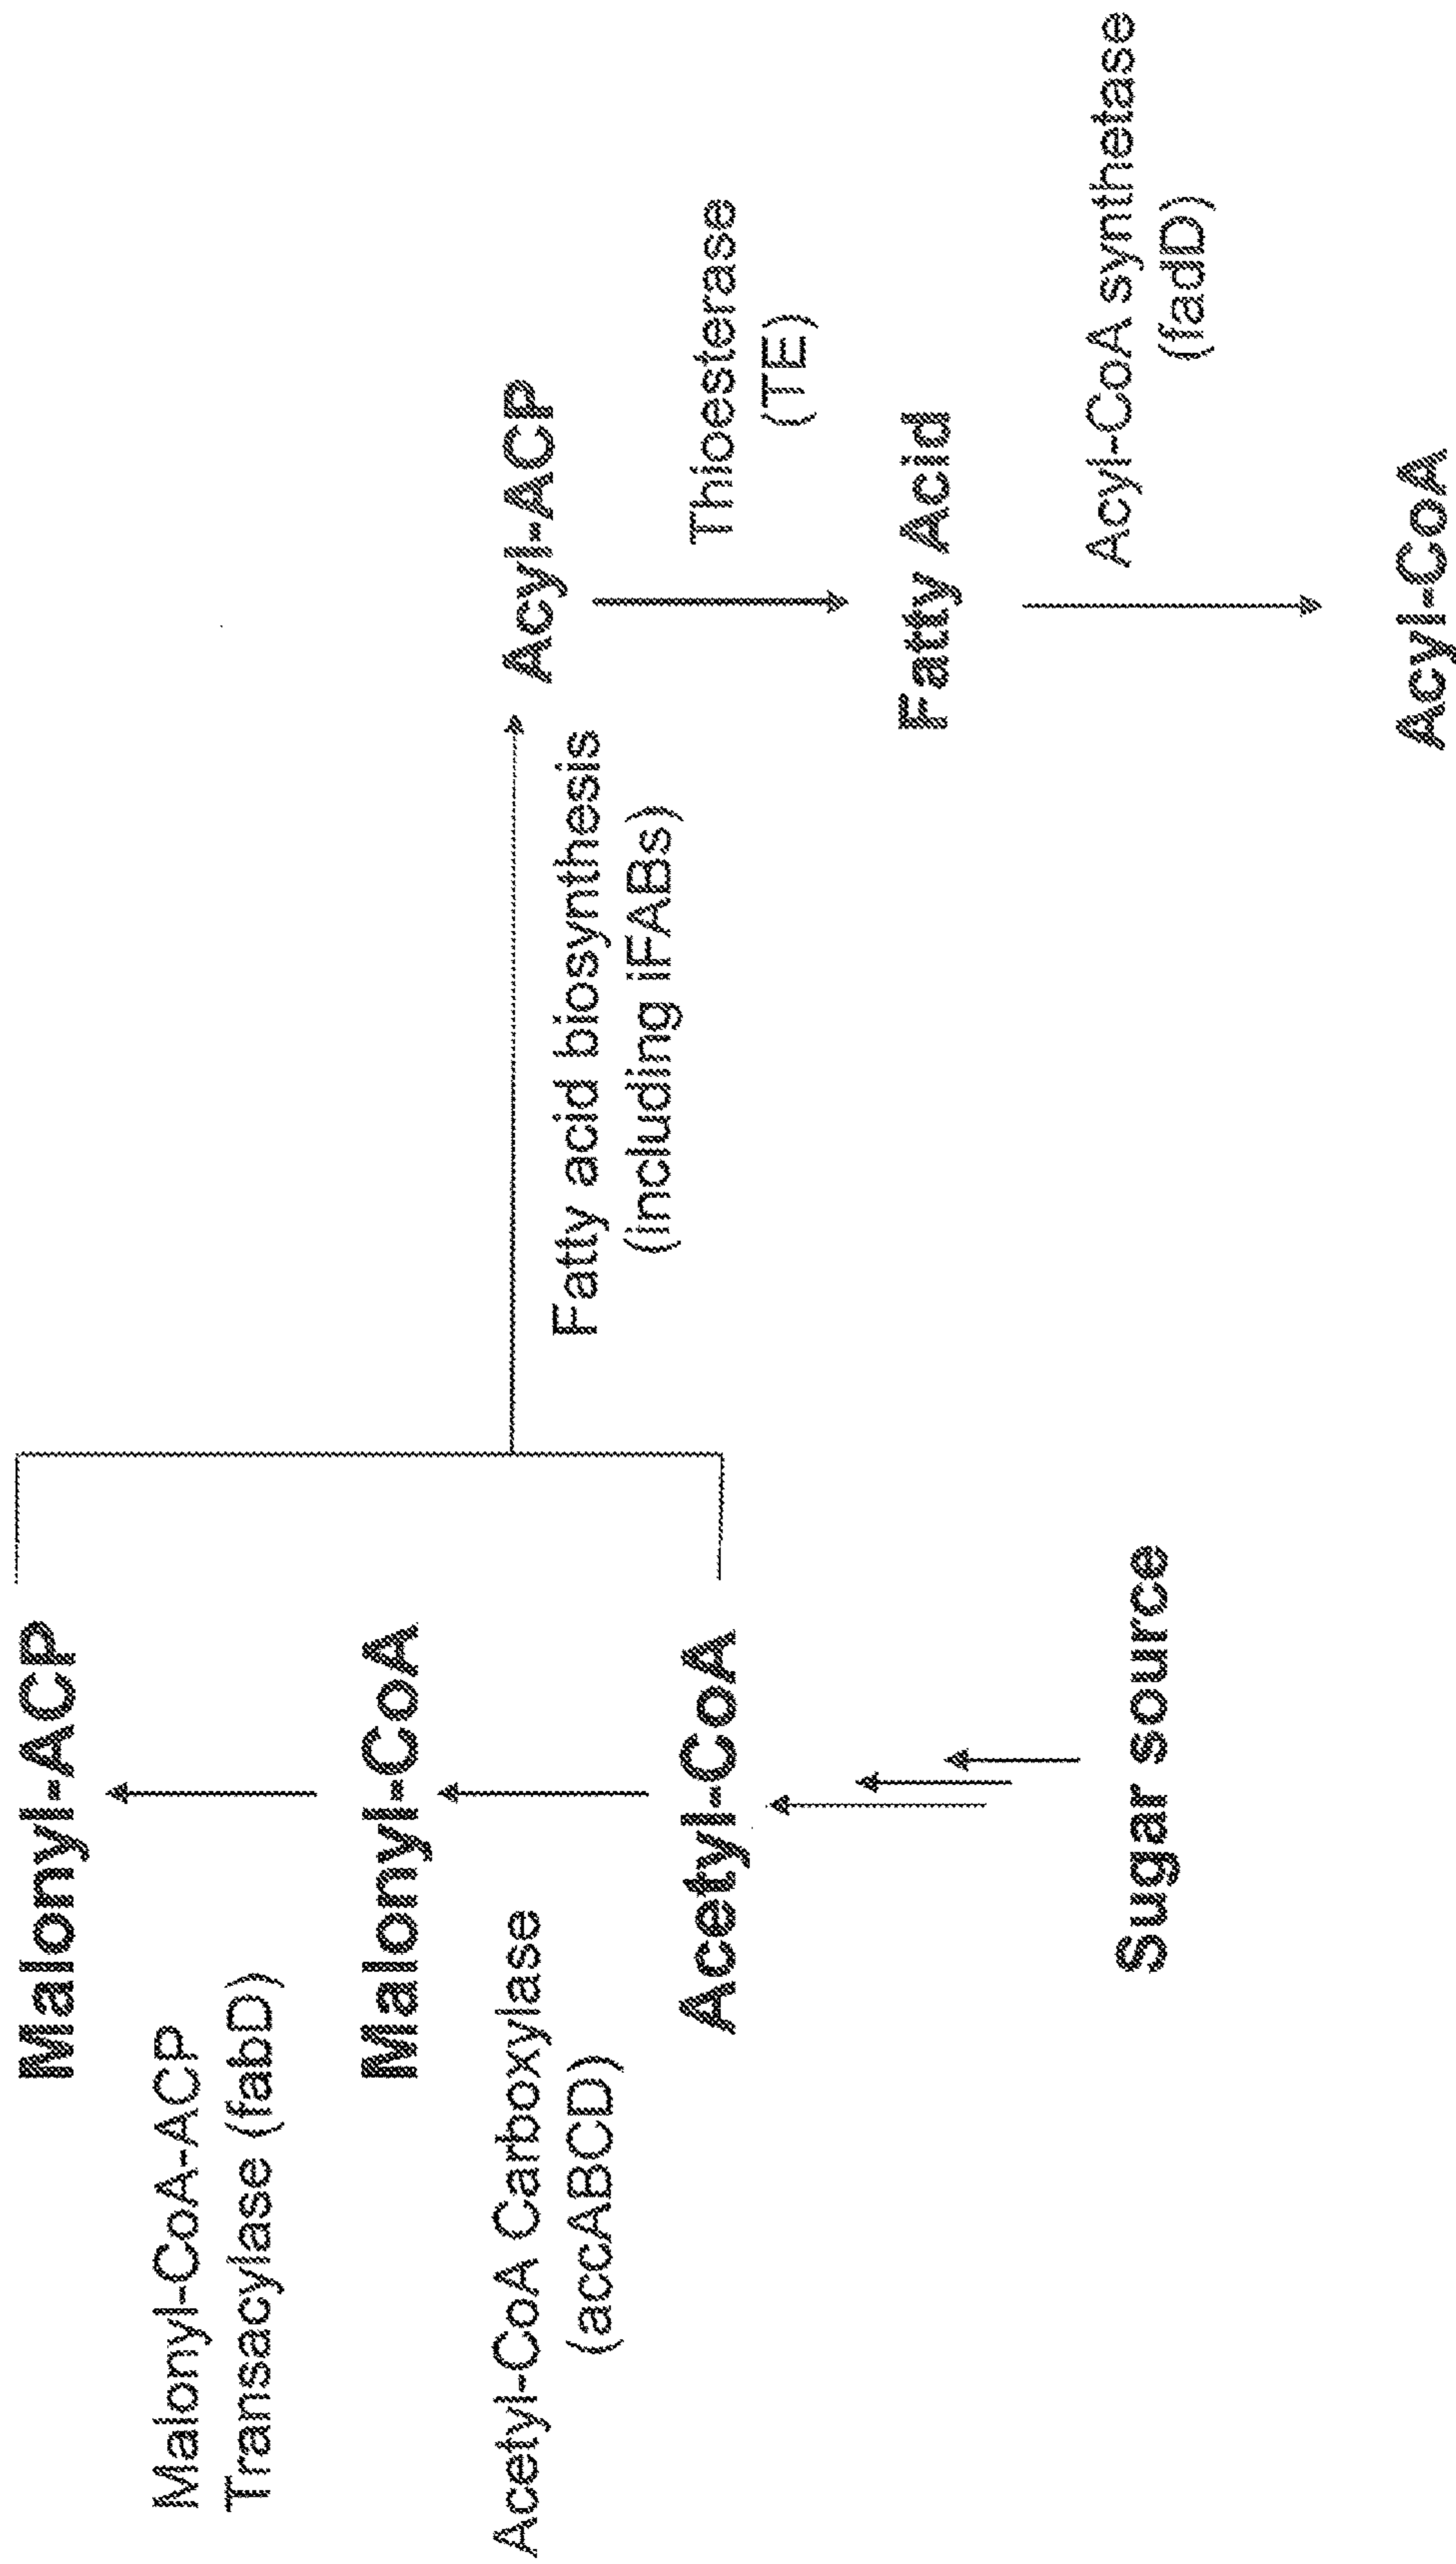 Malonyl-ACP
Malonyl-CoA-ACP
Transacylase (fabD)
Malonyl-CoA
Acetyl-CoA Carboxylase
(accABCD)
Acetyl-CoA
Sugar source
Fatty acid biosynthesis
(including iFABs)
Acyl-ACP
Thioesterase
(TE)
Fatty Acid
Acyl-CoA synthetase
(fadD)
Acyl-CoA